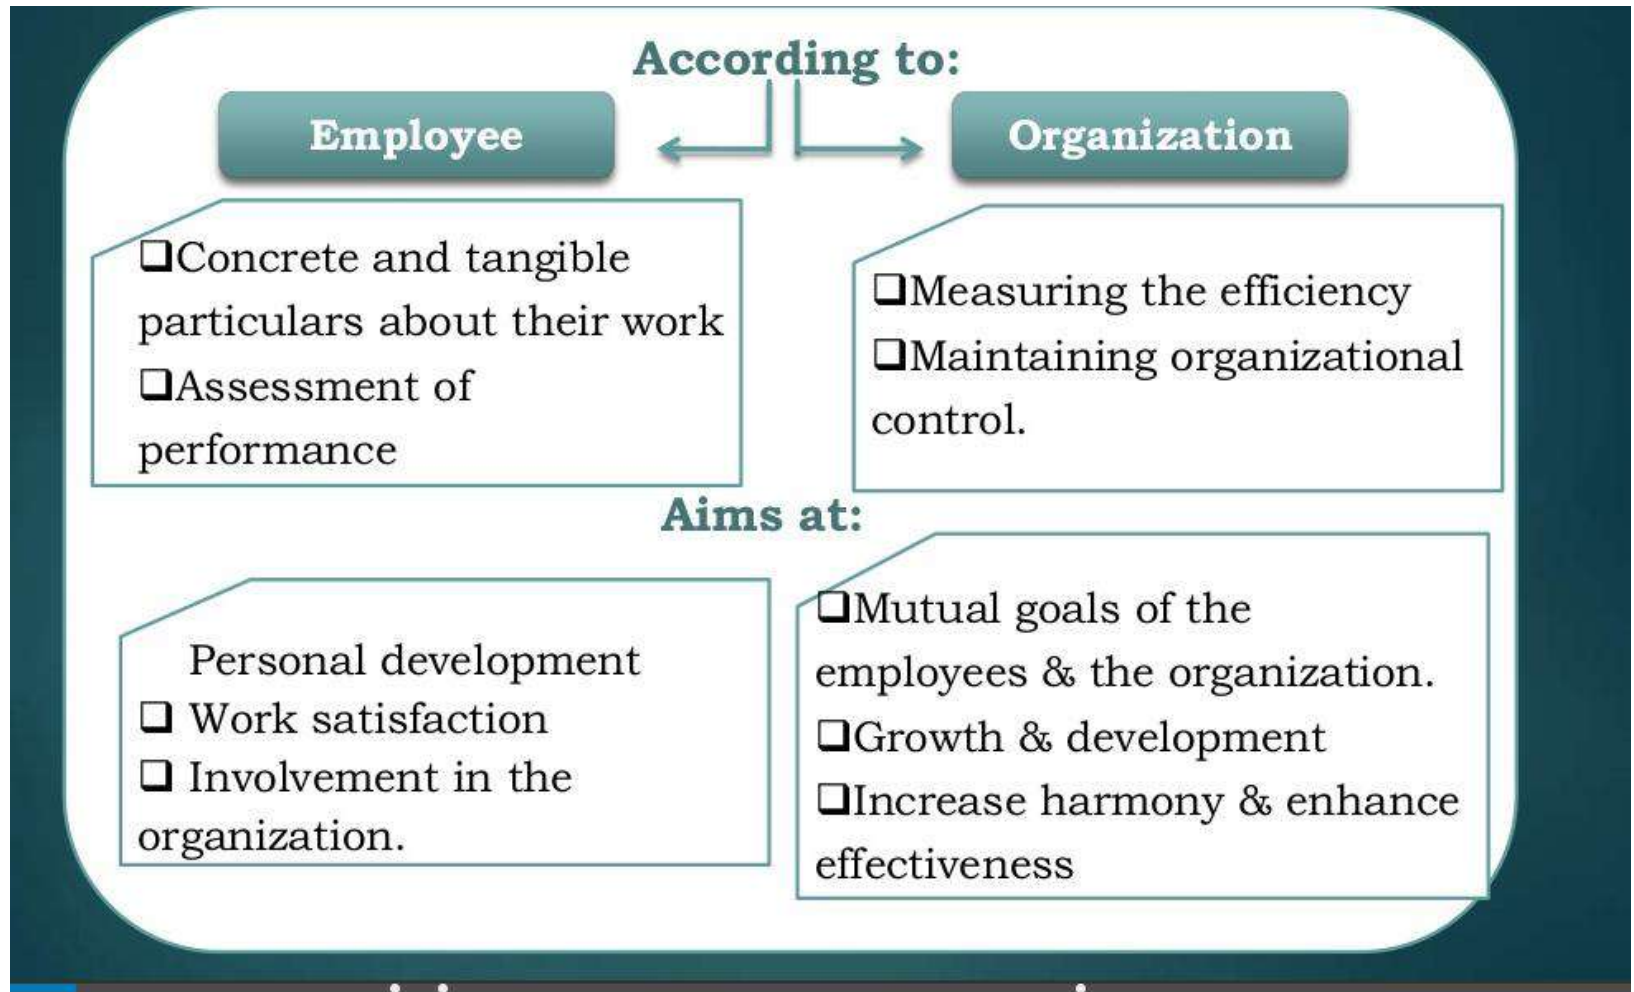 According to:
Employee
Organization
❑Concrete and tangible
particulars about their work
❑Assessment of
performance
❑Measuring the efficiency
❑Maintaining organizational
control.
Aims at:
Personal development
❑ Work satisfaction
❑ Involvement in the
organization.
❑Mutual goals of the
employees & the organization.
❑Growth & development
❑Increase harmony & enhance
effectiveness